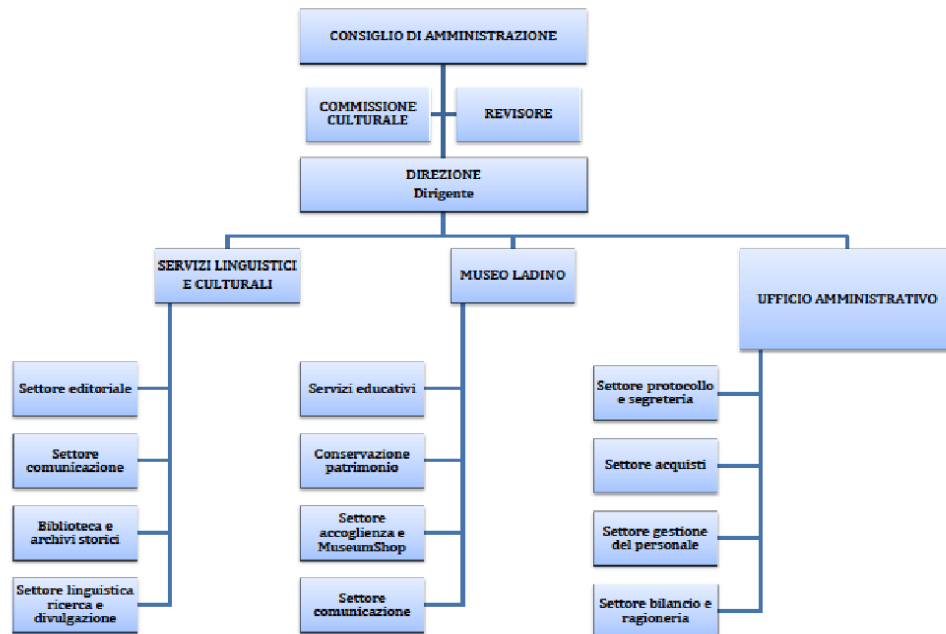 CONSIGLIO DI AMMINISTRAZIONE
COMMISSIONE
CULTURALE
REVISORE
DIREZIONE
Dirigente
SERVIZI LINGUISTICI
E CULTURALI
MUSEO LADINO
UFFICIO AMMINISTRATIVO
Settore editoriale
Settore
comunicazione
Biblioteca e
archivi storici
Settore linguistica
ricerca e
divulgazione
Servizi educativi
Conservazione
patrimonio
Settore
accoglienza e
MuseumShop
Settore
comunicazione
Settore protocollo
e segreteria
Settore acquisti
Settore gestione
del personale
Settore bilancio e
ragioneria